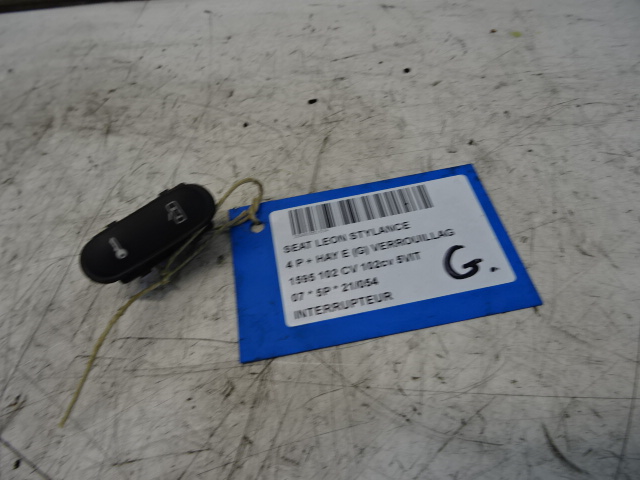 SEAT LEON STYLANCE
4 P + HAY E (G) VERROUILLAG
1595 102 CV 102cv 5VIT
07 * 5P * 21/054
INTERRUPTEUR
G.